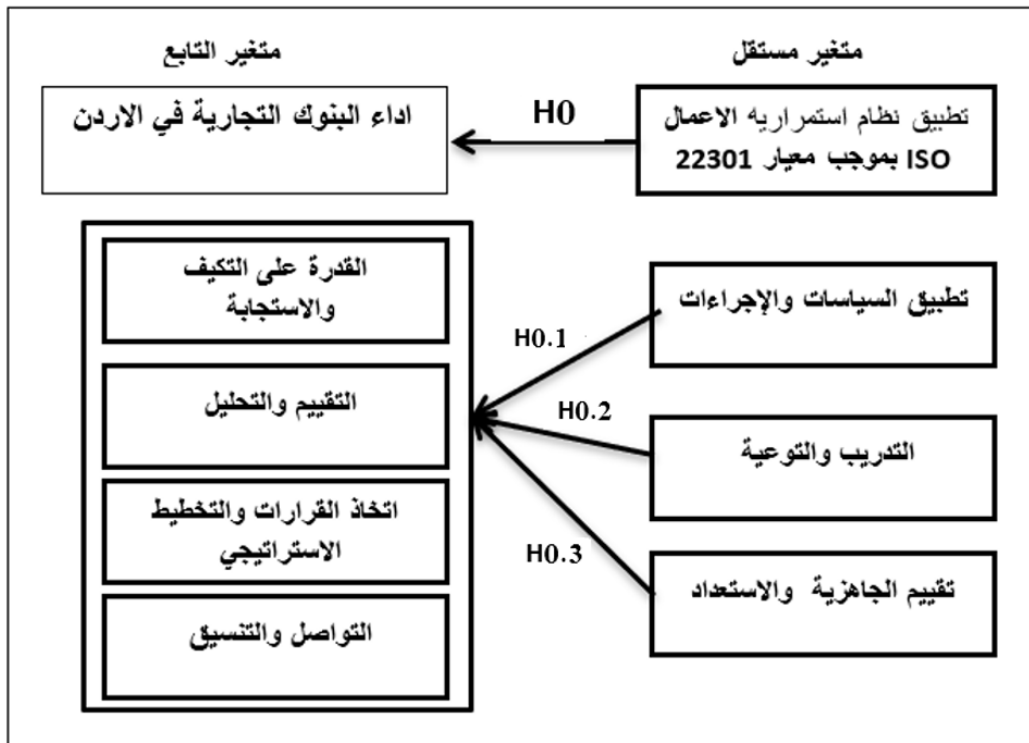 متغير مستقل
متغير التابع
تطبيق نظام استمراريه الاعمال
بموجب معيار ISO 22301
H0
اداء البنوك التجارية في الاردن
تطبيق السياسات والإجراءات
التدريب والتوعية
تقييم الجاهزية والاستعداد
H0.1
H0.2
H0.3
القدرة على التكيف
والاستجابة
التقييم والتحليل
اتخاذ القرارات والتخطيط
الاستراتيجي
التواصل والتنسيق